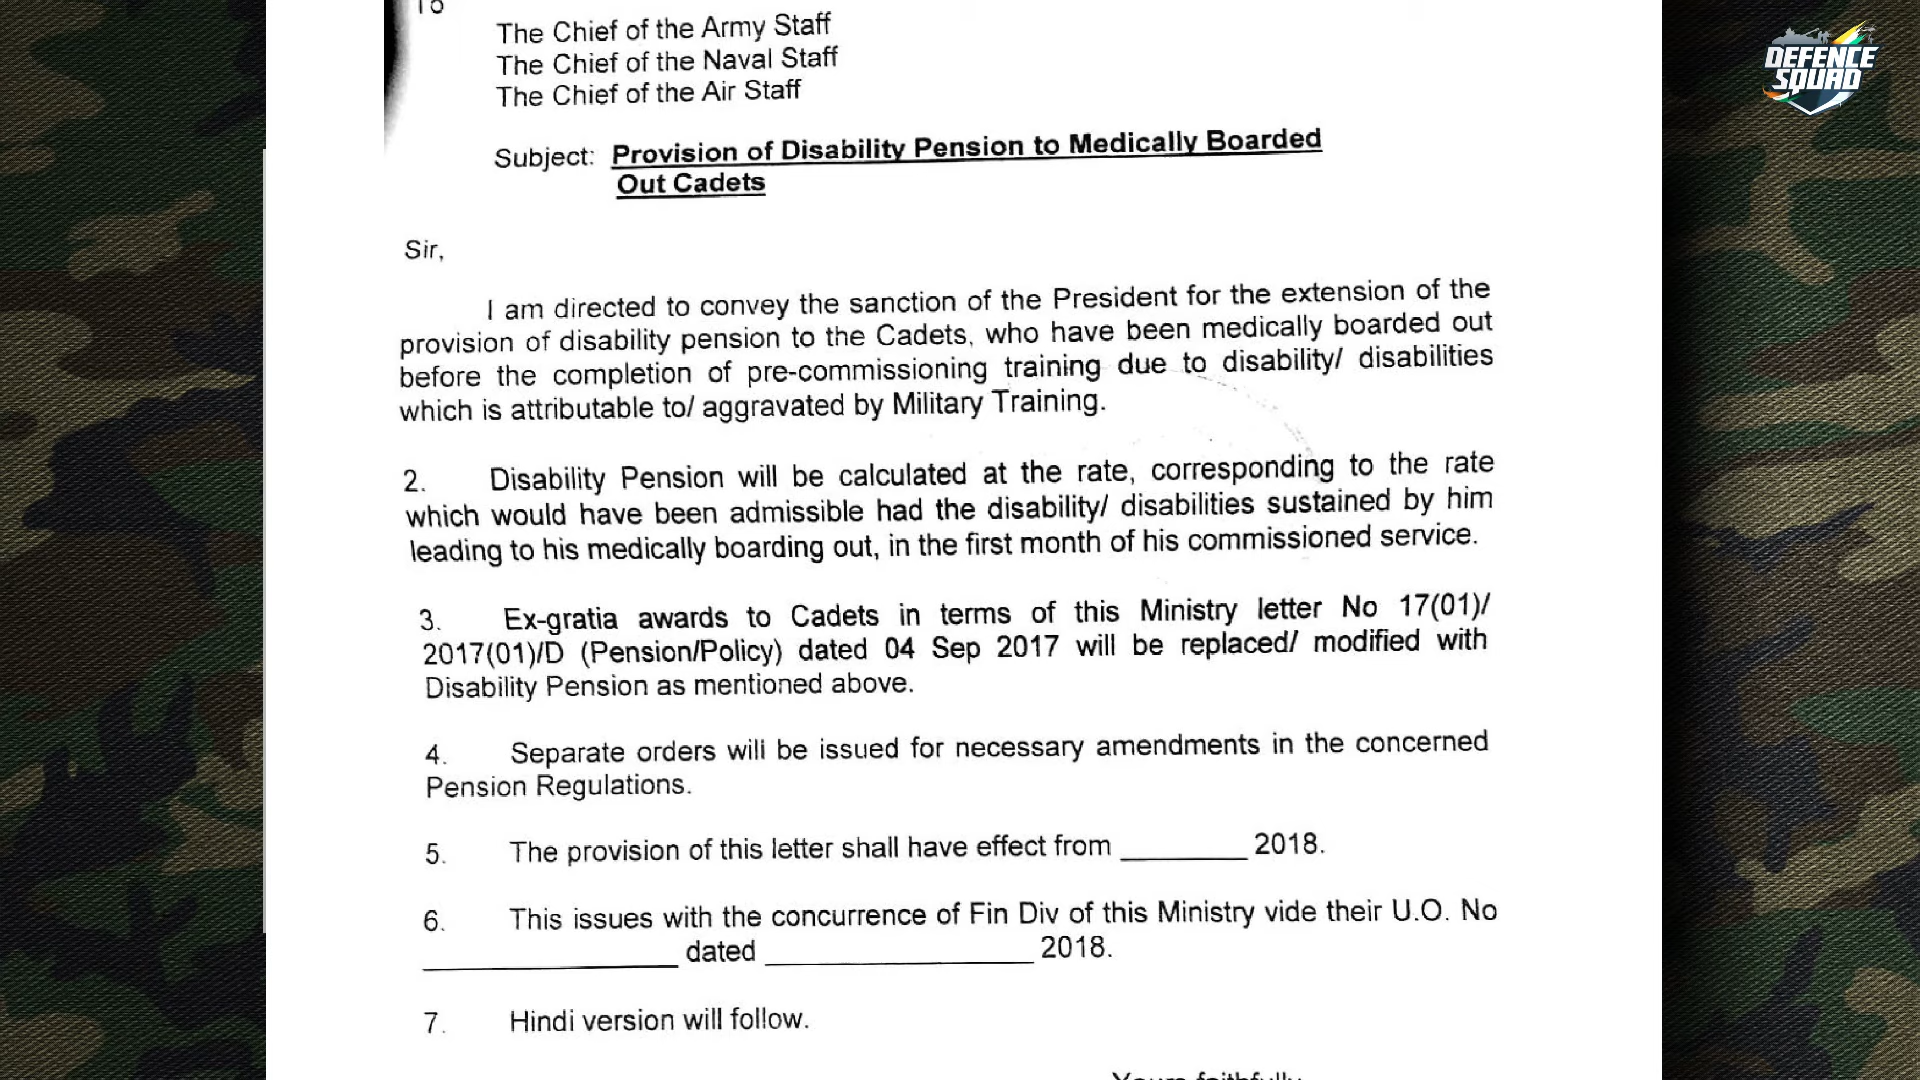 To
The Chief of the Army Staff
The Chief of the Naval Staff
The Chief of the Air Staff
DEFENCE
SQUAD
Subject: Provision of Disability Pension to Medically Boarded
Out Cadets
Sir,
I am directed to convey the sanction of the President for the extension of the
provision of disability pension to the Cadets, who have been medically boarded out
before the completion of pre-commissioning training due to disability/ disabilities
which is attributable to/ aggravated by Military Training.
2. Disability Pension will be calculated at the rate, corresponding to the rate
which would have been admissible had the disability/ disabilities sustained by him
leading to his medically boarding out, in the first month of his commissioned service.
3. Ex-gratia awards to Cadets in terms of this Ministry letter No 17(01)/
2017(01)/D (Pension/Policy) dated 04 Sep 2017 will be replaced/ modified with
Disability Pension as mentioned above.
4. Separate orders will be issued for necessary amendments in the concerned
Pension Regulations.
5. The provision of this letter shall have effect from ________ 2018.
6. This issues with the concurrence of Fin Div of this Ministry vide their U.O. No
________________ dated _________________ 2018.
7. Hindi version will follow.
Yours faithfully